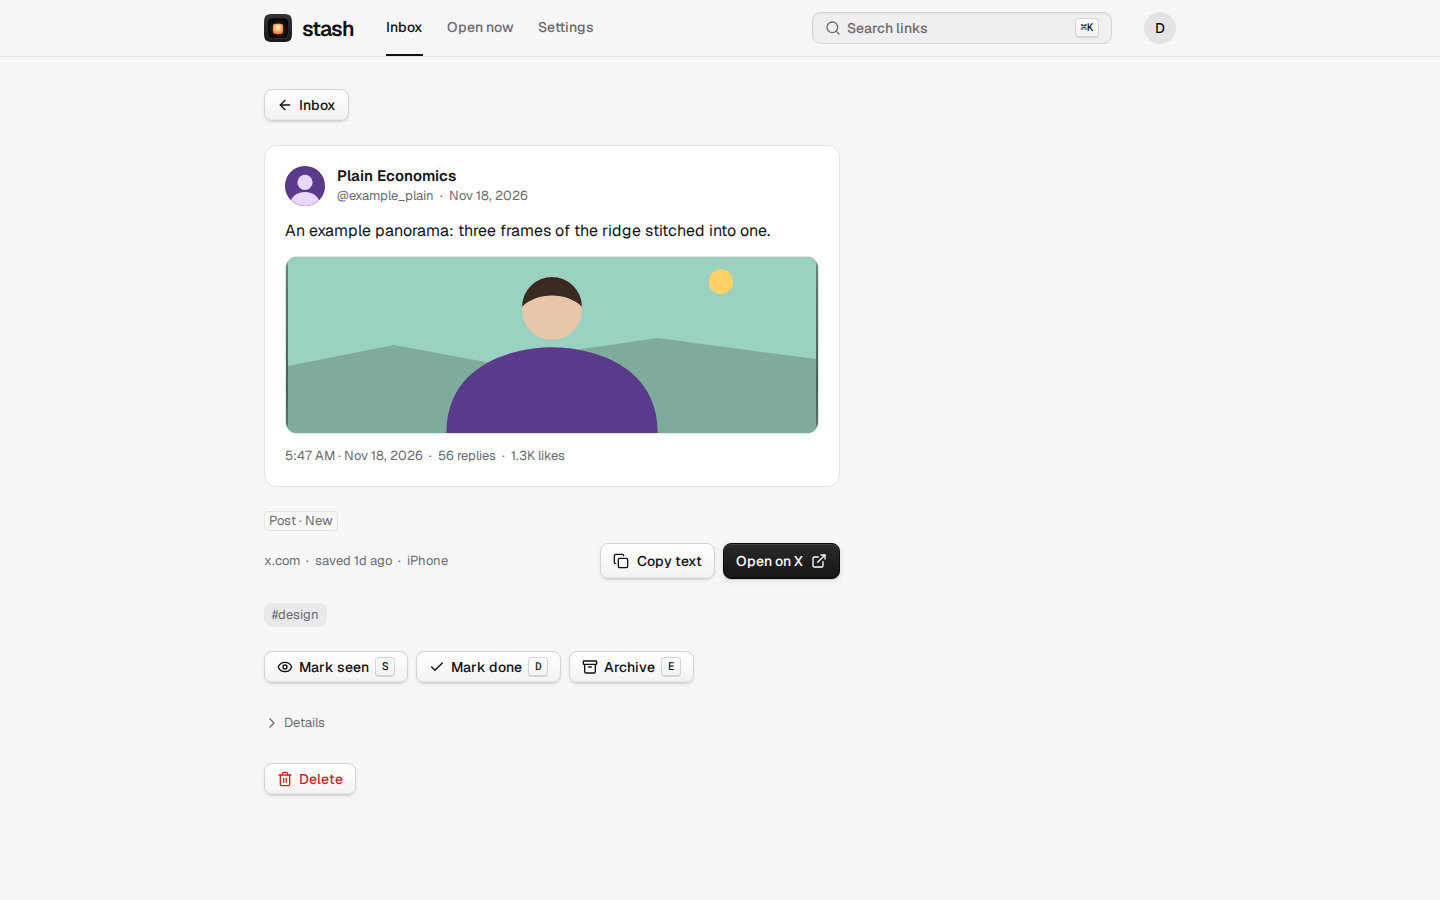 stash
Inbox
Open now
Settings
Search links
⌘K
D
Inbox
Plain Economics
@example_plain · Nov 18, 2026
An example panorama: three frames of the ridge stitched into one.
5:47 AM · Nov 18, 2026 · 56 replies · 1.3K likes
Post · New
x.com · saved 1d ago · iPhone
Copy text
Open on X
#design
Mark seen S
Mark done D
Archive E
Details
Delete